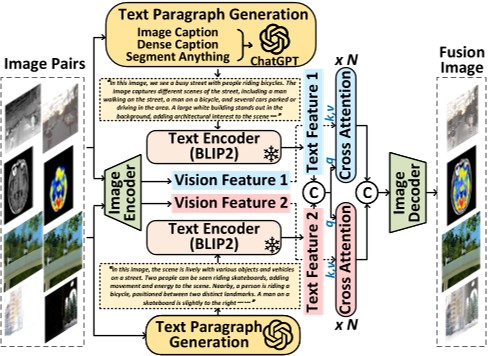 Text Paragraph Generation
Image Caption
Dense Caption
Segment Anything
ChatGPT
Image Pairs
Fusion
Image
"In this image, we see a busy street with people riding bicycles. The
image captures different scenes of the street, including a man
walking on the street, a man on a bicycle, and several cars parked or
driving in the area. A large white building stands out in the
background, adding architectural interest to the scene ····"
Text Encoder
(BLIP2)
Text Feature 1
x N
Cross Attention
k,v
q
Image
Encoder
Vision Feature 1
Vision Feature 2
C
C
Image
Decoder
Text Encoder
(BLIP2)
Text Feature 2
q
k,v
Cross Attention
x N
"In this image, the scene is lively with various objects and vehicles
on a street. Two people can be seen riding skateboards, adding
movement and energy to the scene. Nearby, a person is riding a
bicycle, positioned between two distinct landmarks. A man on a
skateboard is slightly to the right ····"
Text Paragraph
Generation